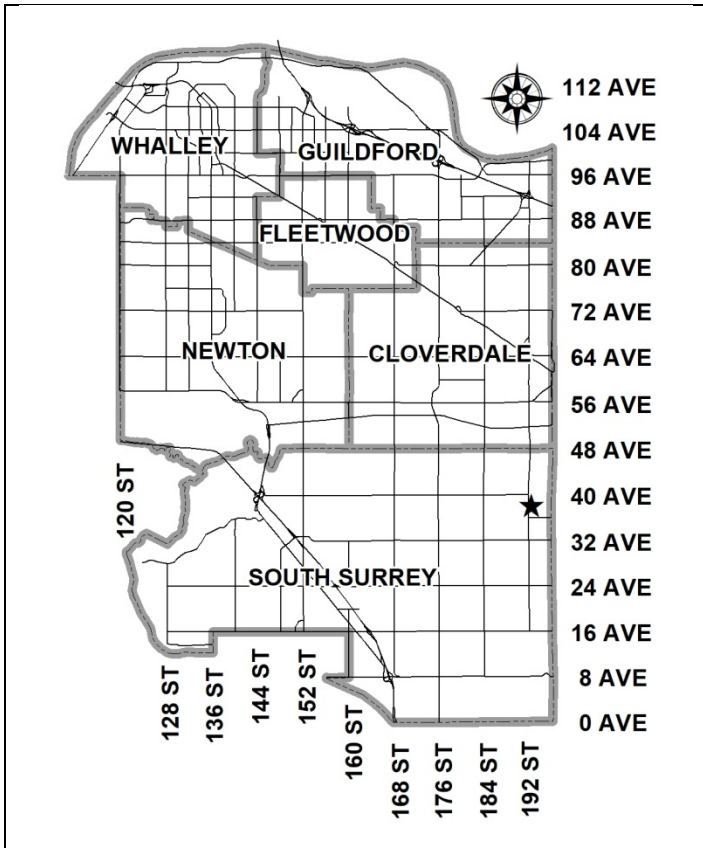 112 AVE
104 AVE
WHALLEY
GUILDFORD
96 AVE
88 AVE
FLEETWOOD
80 AVE
72 AVE
NEWTON
CLOVERDALE
64 AVE
56 AVE
48 AVE
120 ST
40 AVE
32 AVE
SOUTH SURREY
24 AVE
16 AVE
128 ST
136 ST
144 ST
152 ST
160 ST
168 ST
176 ST
184 ST
192 ST
8 AVE
0 AVE